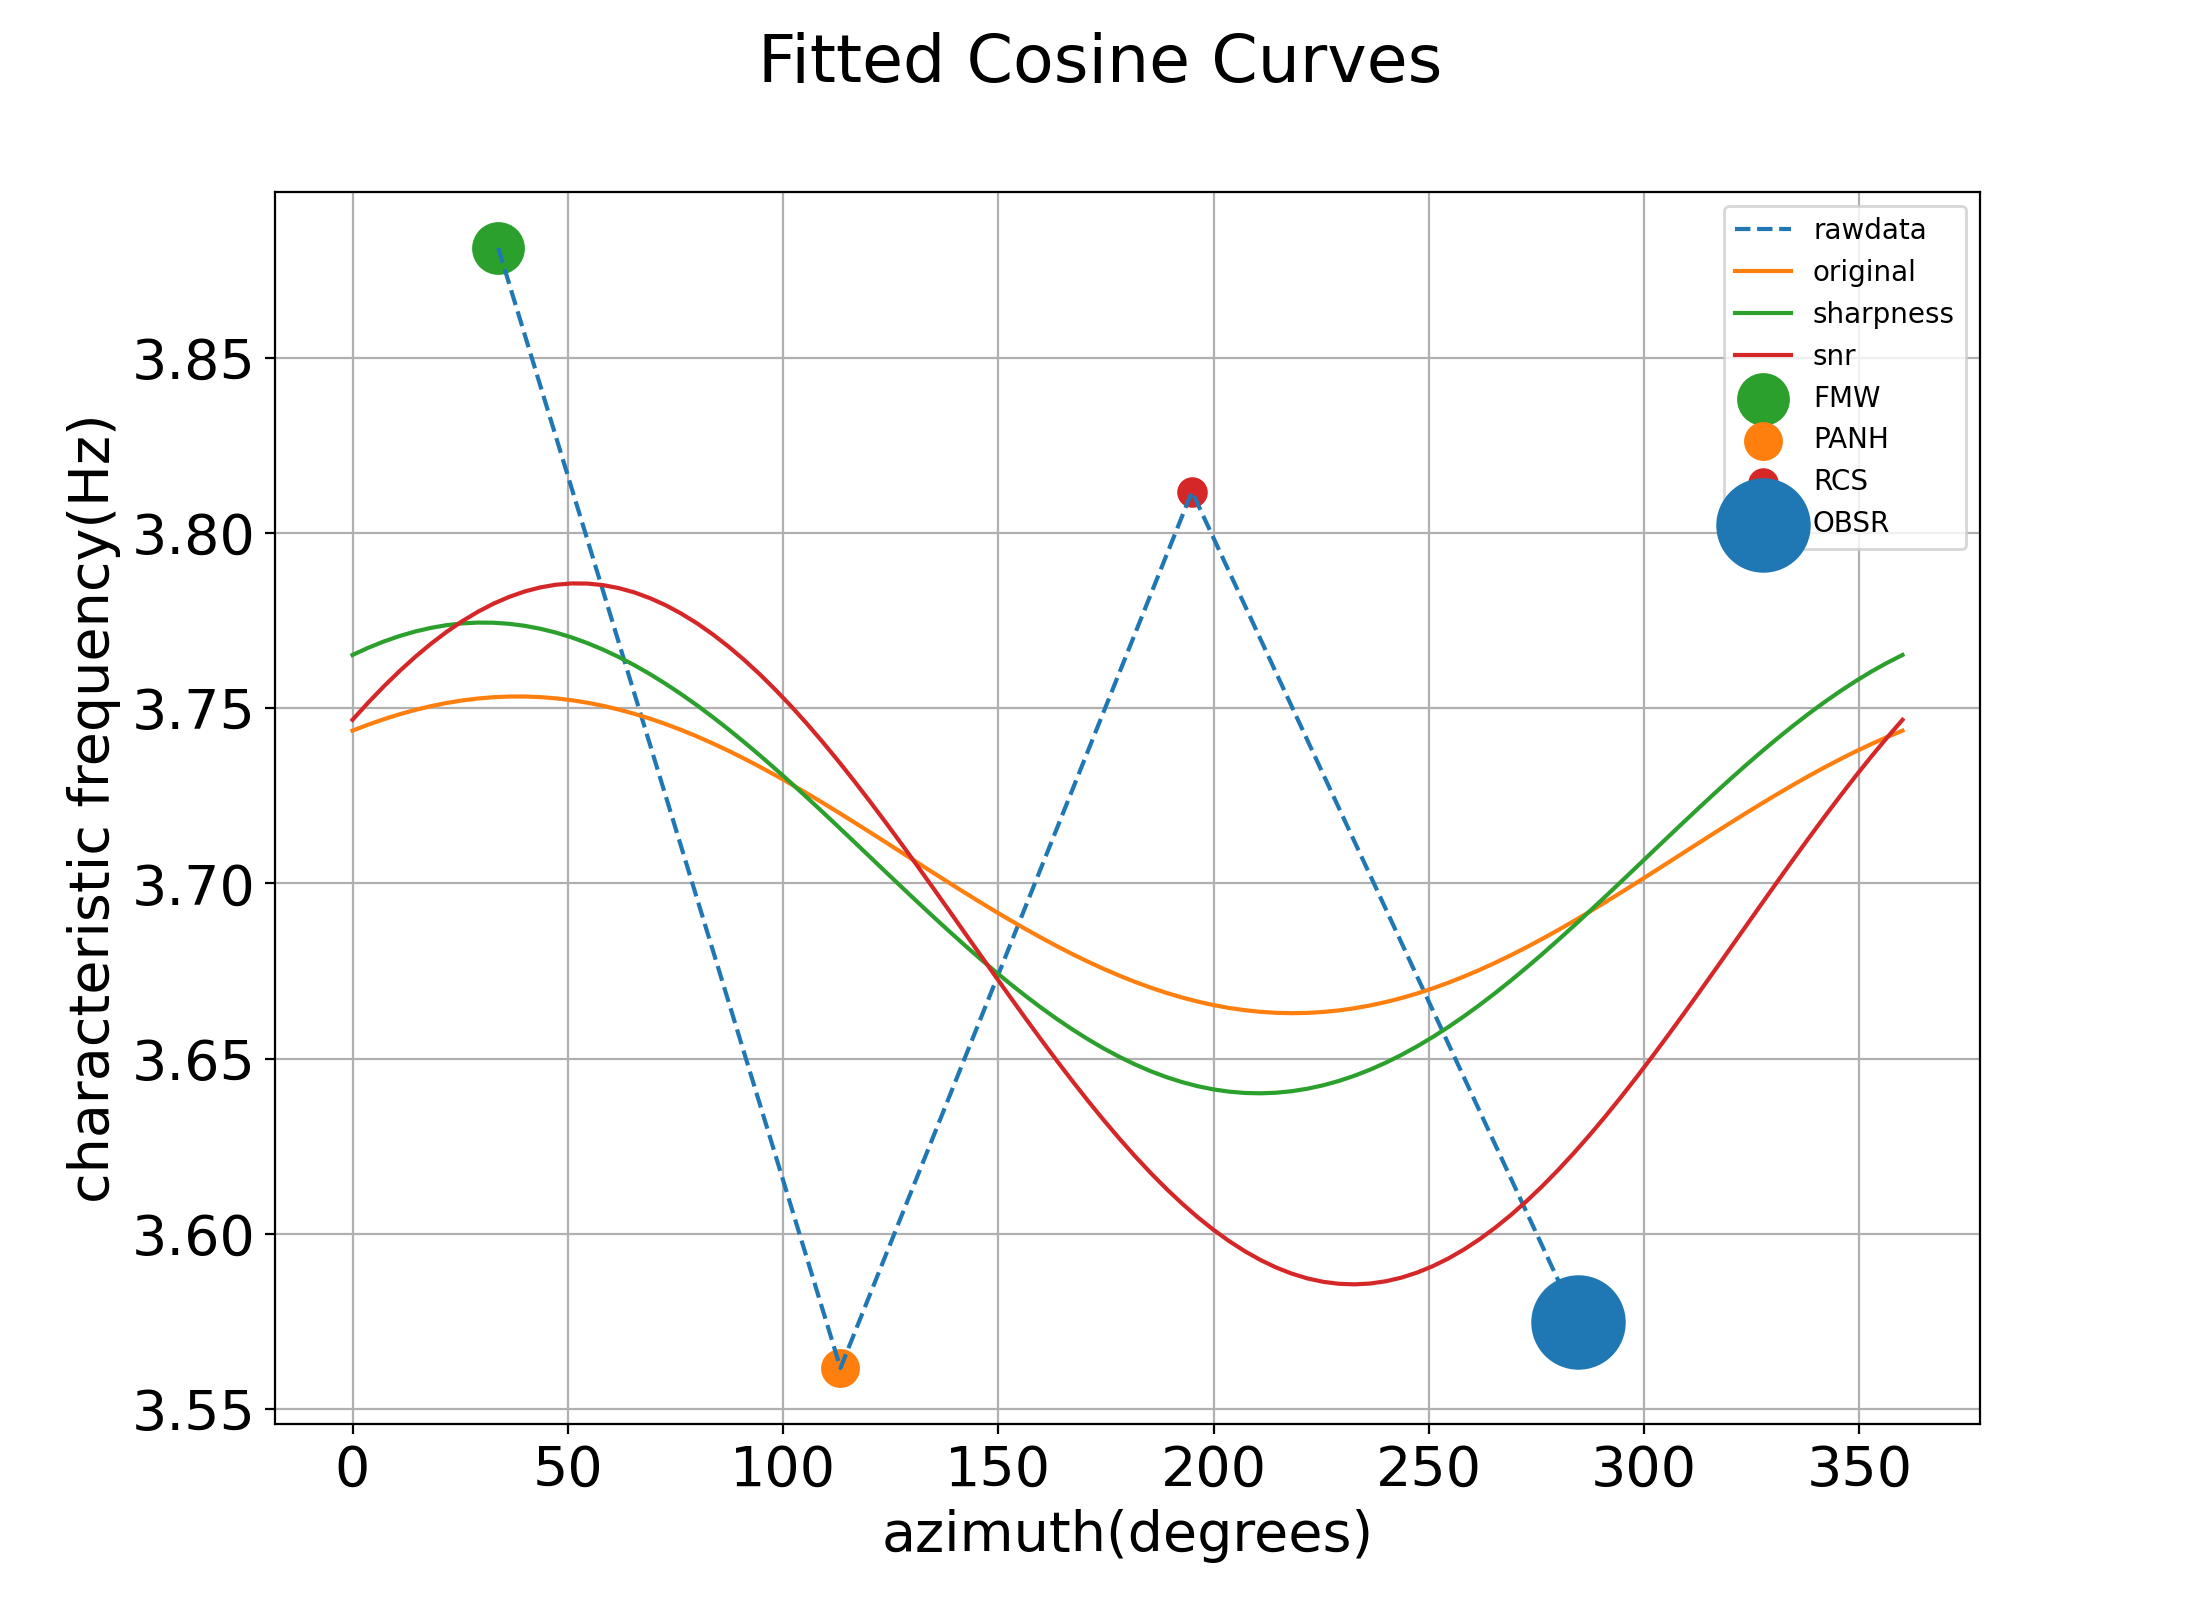 Fitted Cosine Curves
rawdata
original
sharpness
snr
FMW
PANH
RCS
OBSR
characteristic frequency(Hz)
3.85
3.80
3.75
3.70
3.65
3.60
3.55
0 50 100 150 200 250 300 350
azimuth(degrees)